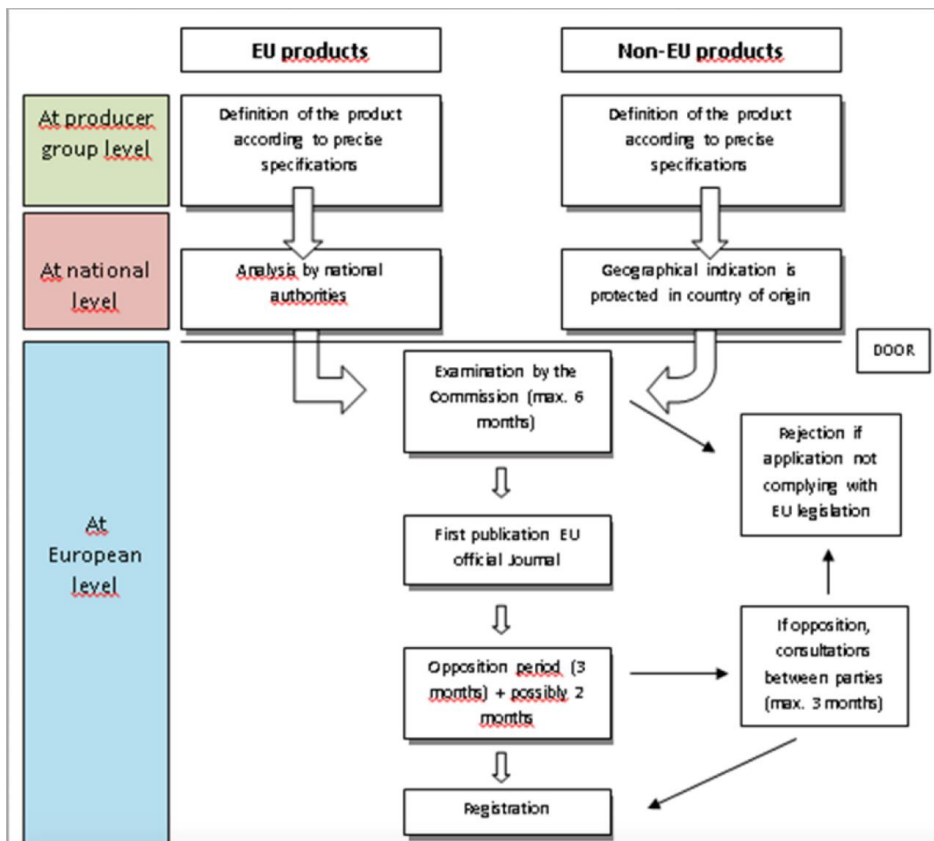 EU products
Non-EU products
At producer
group level
Definition of the product
according to precise
specifications
Definition of the product
according to precise
specifications
At national
level
Analysis by national
authorities
Geographical indication is
protected in country of origin
DOOR
At
European
level
Examination by the
Commission (max. 6
months)
Rejection if
application not
complying with
EU legislation
First publication EU
official Journal
Opposition period (3
months) + possibly 2
months
If opposition,
consultations
between parties
(max. 3 months)
Registration